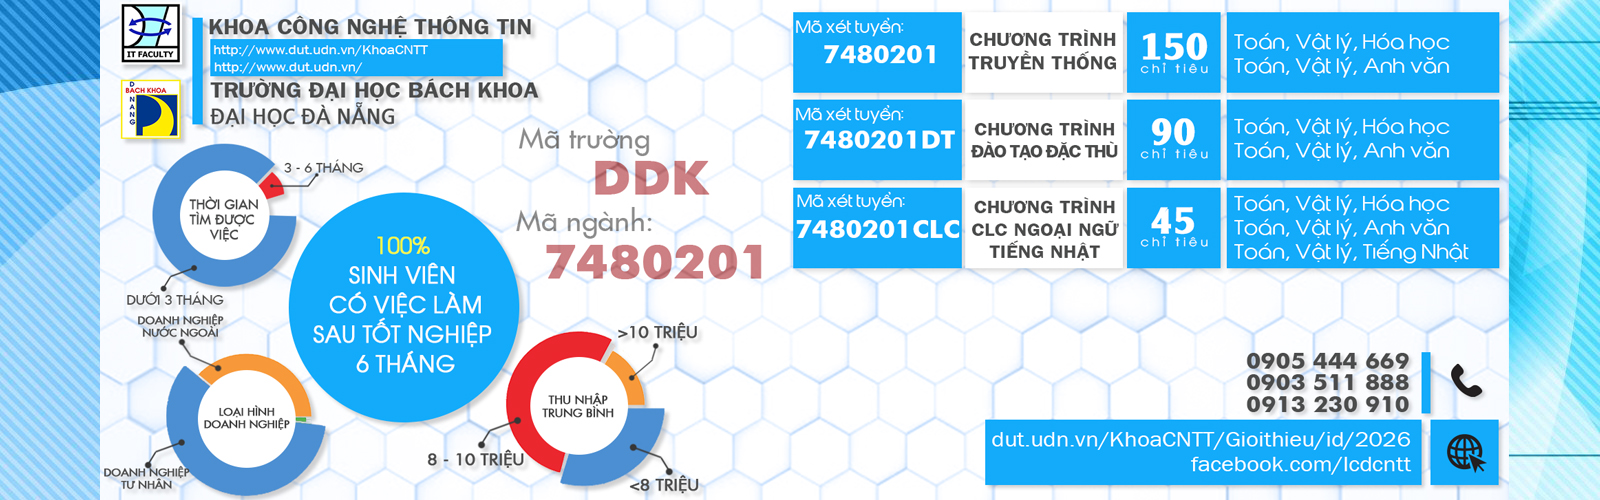 IT FACULTY
KHOA CÔNG NGHỆ THÔNG TIN
http://www.dut.udn.vn/KhoaCNTT
http://www.dut.udn.vn/
BÁCH KHOA
DANANG
TRƯỜNG ĐẠI HỌC BÁCH KHOA
ĐẠI HỌC ĐÀ NẴNG
Mã trường
DDK
Mã ngành:
7480201
3 - 6 THÁNG
THỜI GIAN
TÌM ĐƯỢC
VIỆC
DƯỚI 3 THÁNG
100%
SINH VIÊN
CÓ VIỆC LÀM
SAU TỐT NGHIỆP
6 THÁNG
DOANH NGHIỆP
NƯỚC NGOÀI
LOẠI HÌNH
DOANH NGHIỆP
DOANH NGHIỆP
TƯ NHÂN
>10 TRIỆU
THU NHẬP
TRUNG BÌNH
8 - 10 TRIỆU
<8 TRIỆU
Mã xét tuyển:
7480201
CHƯƠNG TRÌNH
TRUYỀN THỐNG
150
chỉ tiêu
Toán, Vật lý, Hóa học
Toán, Vật lý, Anh văn
Mã xét tuyển:
7480201DT
CHƯƠNG TRÌNH
ĐÀO TẠO ĐẶC THÙ
90
chỉ tiêu
Toán, Vật lý, Hóa học
Toán, Vật lý, Anh văn
Mã xét tuyển:
7480201CLC
CHƯƠNG TRÌNH
CLC NGOẠI NGỮ
TIẾNG NHẬT
45
chỉ tiêu
Toán, Vật lý, Hóa học
Toán, Vật lý, Anh văn
Toán, Vật lý, Tiếng Nhật
0905 444 669
0903 511 888
0913 230 910
dut.udn.vn/KhoaCNTT/Gioithieu/id/2026
facebook.com/lcdcntt